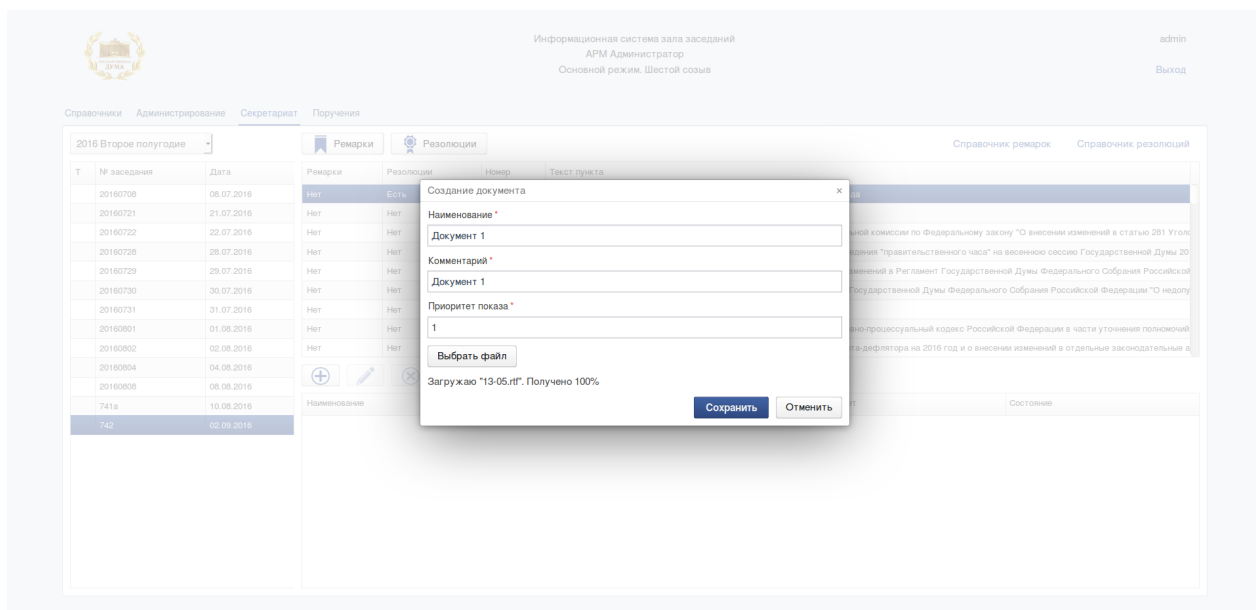 Информационная система зала заседаний
АРМ Администратор
Основной режим. Шестой созыв
admin
Выход
ДУМА
Справочники Администрирование Секретариат Поручения
2016 Второе полугодие
Ремарки Резолюции Справочник ремарок Справочник резолюций
Т № заседания Дата Ремарки Резолюции Номер Текст пункта
20160708 08.07.2016 Нет Есть
20160721 21.07.2016 Нет Нет
20160722 22.07.2016 Нет Нет комиссии по Федеральному закону "О внесении изменений в статью 281
20160728 28.07.2016 Нет Нет "правительственного часа" на весеннюю сессию Государственной Думы 20
20160729 29.07.2016 Нет Нет в Регламент Государственной Думы Федерального Собрания Российской
20160730 30.07.2016 Нет Нет Государственной Думы Федерального Собрания Российской Федерации "О
20160731 31.07.2016 Нет Нет
20160801 01.08.2016 Нет Нет но-процессуальный кодекс Российской Федерации в части уточнения полномочий
20160802 02.08.2016 Нет Нет та-дефлятора на 2016 год и о внесении изменений в отдельные законодательные а
20160804 04.08.2016
20160808 08.08.2016
741в 10.08.2016
742 02.09.2016
Наименование Состояние
Создание документа ×
Наименование *
Документ 1
Комментарий *
Документ 1
Приоритет показа *
1
Выбрать файл
Загружаю "13-05.rtf". Получено 100%
Сохранить Отменить